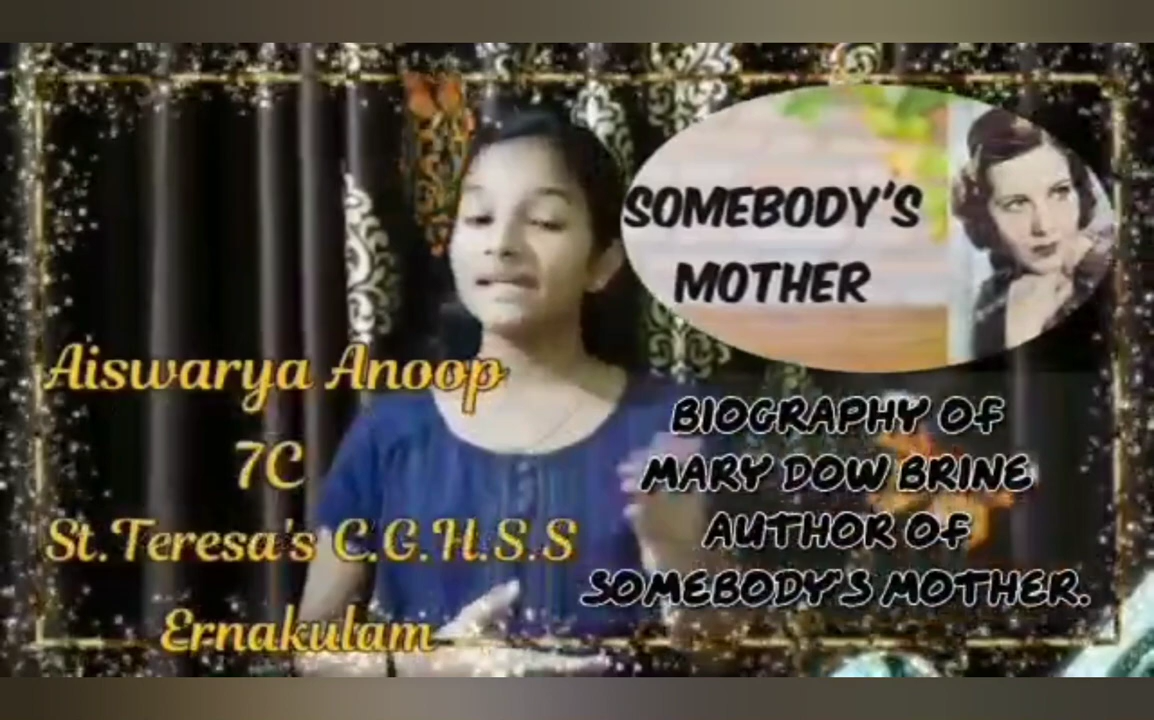 SOMEBODY'S
MOTHER
Aiswarya Anoop
7C
St.Teresa's C.G.H.S.S
Ernakulam
BIOGRAPHY OF
MARY DOW BRINE
AUTHOR OF
SOMEBODY'S MOTHER.